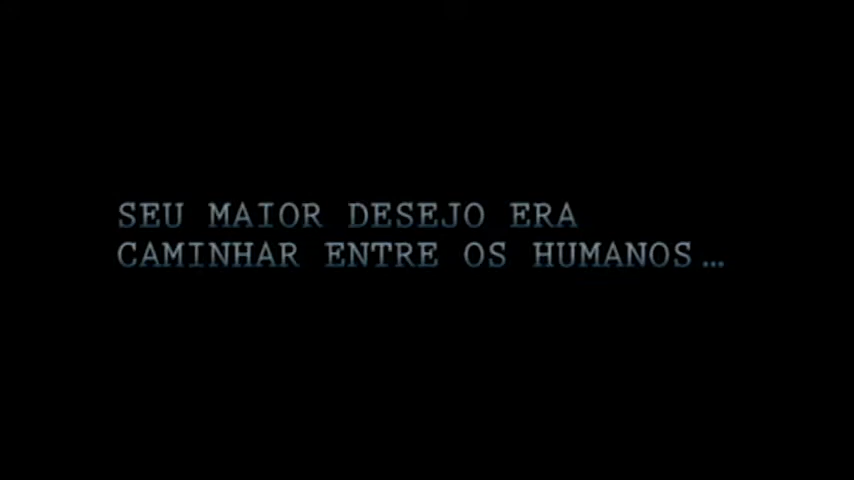 SEU MAIOR DESEJO ERA
CAMINHAR ENTRE OS HUMANOS...